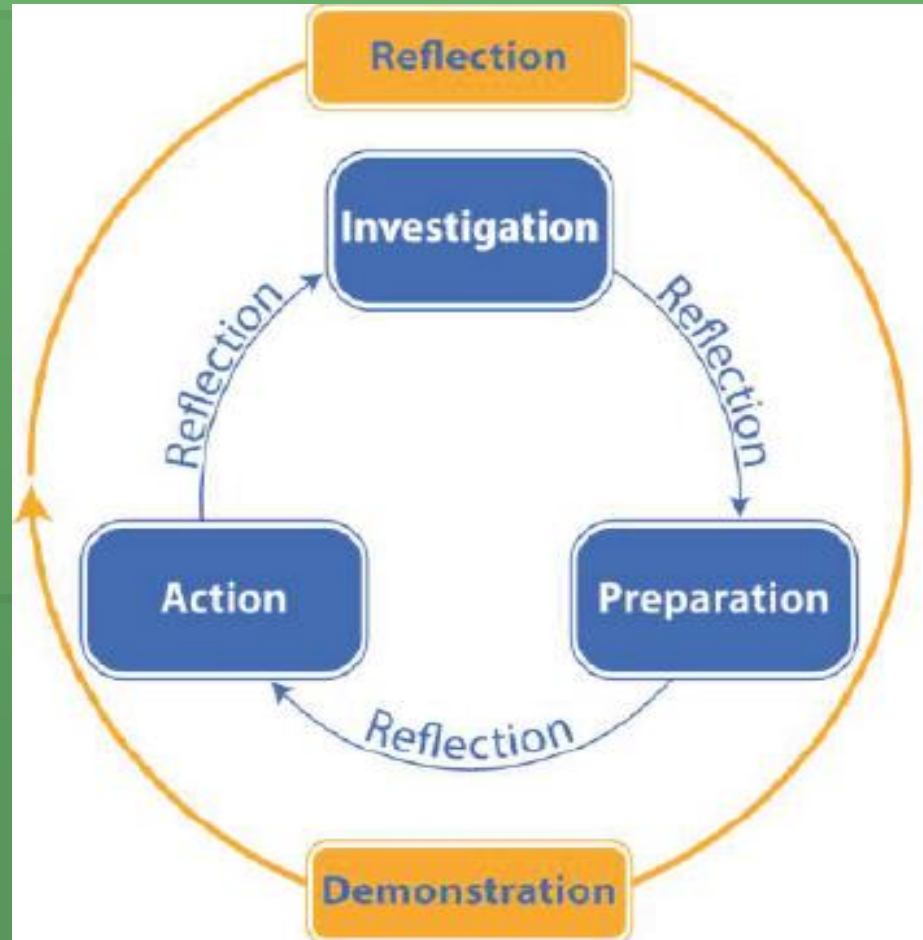 Reflection
Investigation
Reflection
Reflection
Action
Preparation
Reflection
Demonstration